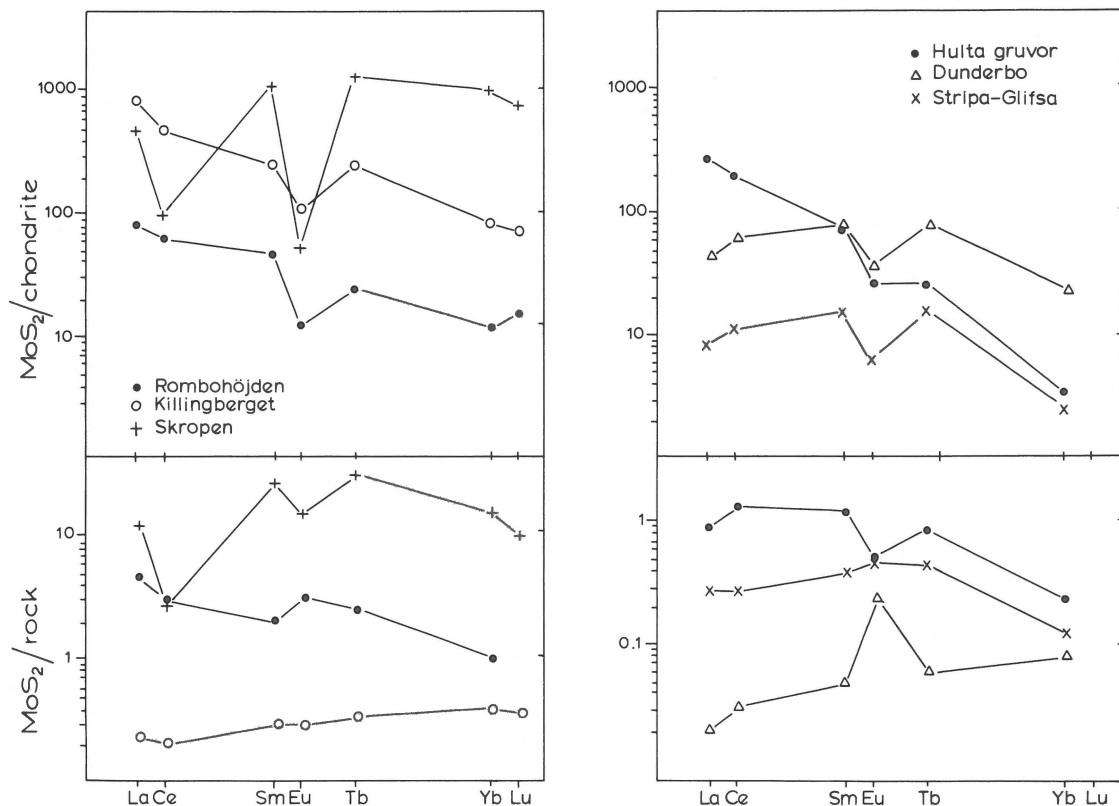 1000
100
10
MoS2/chondrite
Rombohöjden
Killingberget
Skropen
10
1
MoS2/rock
La Ce Sm Eu Tb Yb Lu
Hulta gruvor
Dunderbo
Stripa-Glifsa
1000
100
10
1
0.1
La Ce Sm Eu Tb Yb Lu